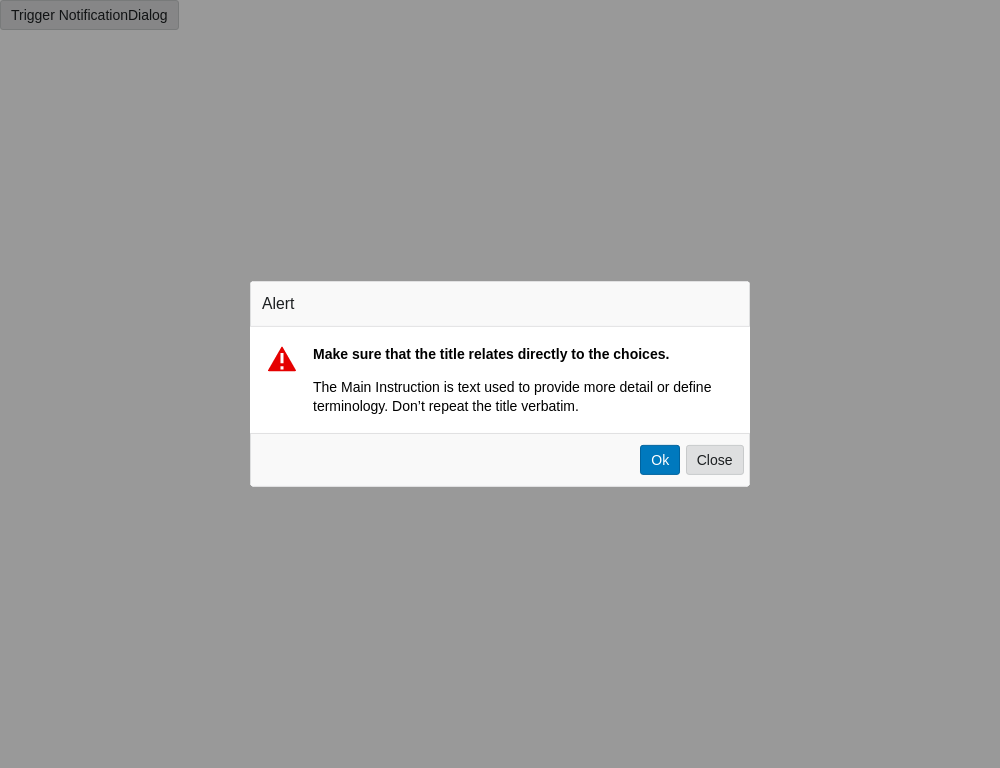 Trigger NotificationDialog
Alert
Make sure that the title relates directly to the choices.
The Main Instruction is text used to provide more detail or define
terminology. Don’t repeat the title verbatim.
Ok Close